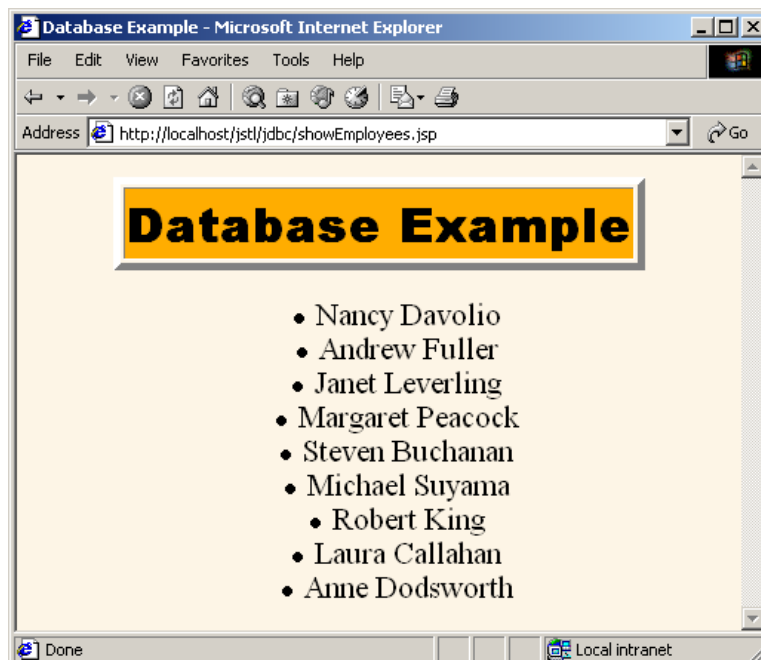 Database Example - Microsoft Internet Explorer
File Edit View Favorites Tools Help
Address http://localhost/jstl/jdbc/showEmployees.jsp Go
Database Example
• Nancy Davolio
• Andrew Fuller
• Janet Leverling
• Margaret Peacock
• Steven Buchanan
• Michael Suyama
• Robert King
• Laura Callahan
• Anne Dodsworth
Done Local intranet